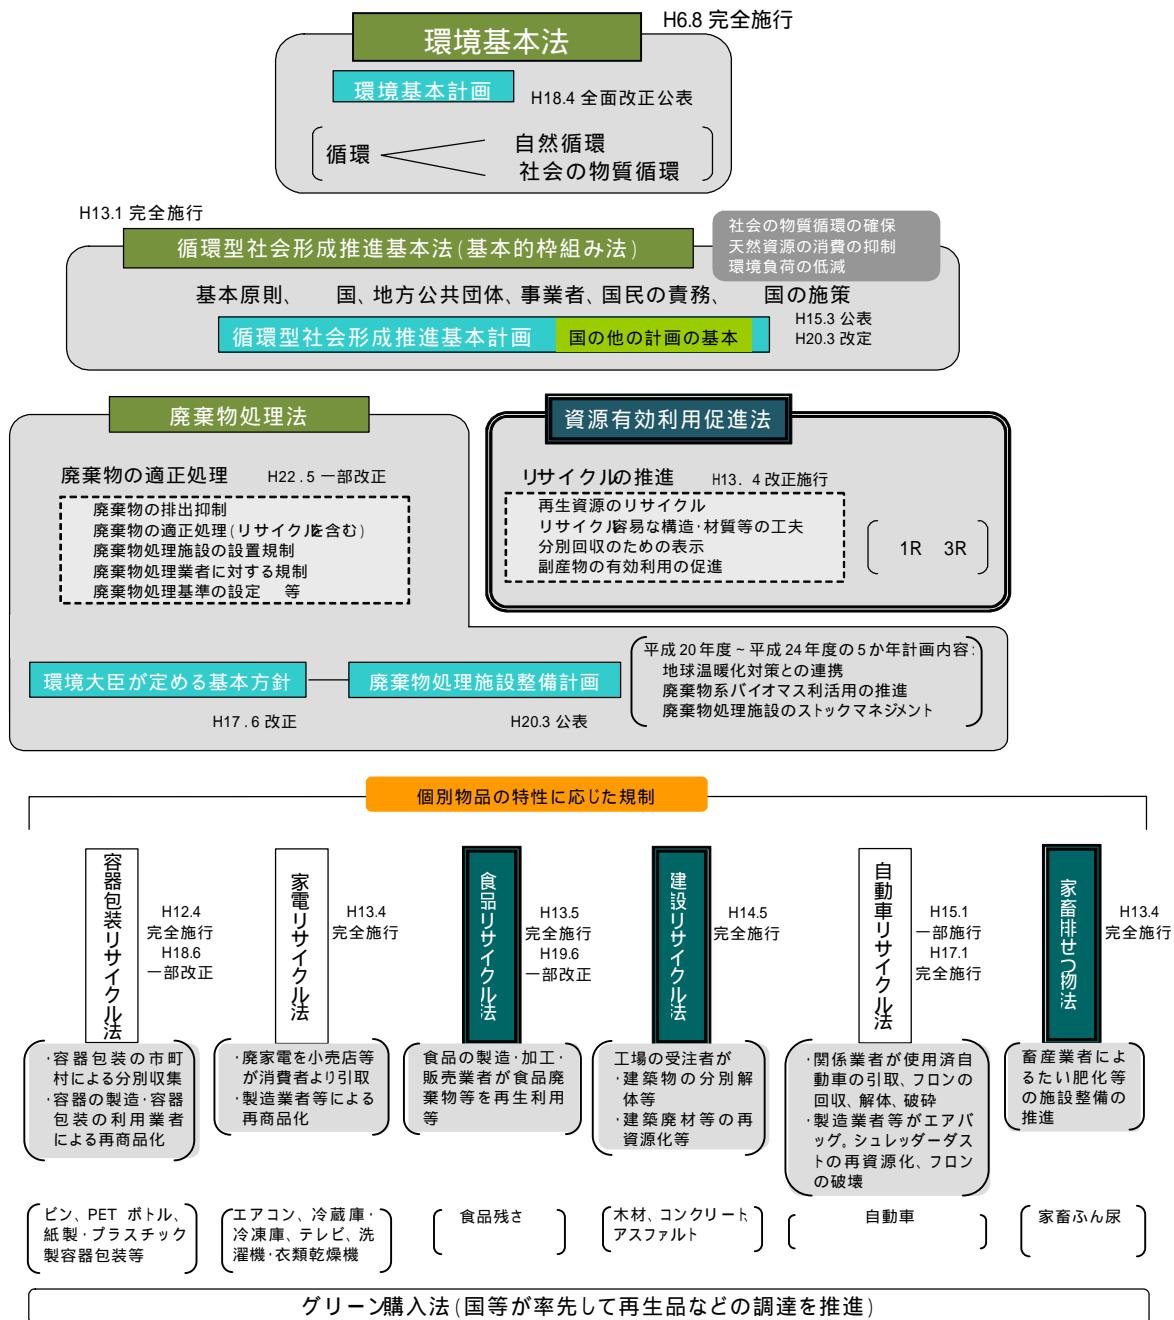 環境基本法
H6.8 完全施行
環境基本計画
H18.4 全面改正公表
循環
自然循環
社会の物質循環
H13.1 完全施行
循環型社会形成推進基本法(基本的枠組み法)
社会の物質循環の確保
天然資源の消費の抑制
環境負荷の低減
基本原則、 国、地方公共団体、事業者、国民の責務、 国の施策
循環型社会形成推進基本計画
国の他の計画の基本
H15.3 公表
H20.3 改定
廃棄物処理法
廃棄物の適正処理
H22.5 一部改正
廃棄物の排出抑制
廃棄物の適正処理(リサイクルを含む)
廃棄物処理施設の設置規制
廃棄物処理業者に対する規制
廃棄物処理基準の設定 等
資源有効利用促進法
リサイクルの推進
H13.4 改正施行
再生資源のリサイクル
リサイクル容易な構造・材質等の工夫
分別回収のための表示
副産物の有効利用の促進
1R 3R
環境大臣が定める基本方針
H17.6 改正
廃棄物処理施設整備計画
H20.3 公表
平成20年度~平成24年度の5か年計画内容:
地球温暖化対策との連携
廃棄物系バイオマス利活用の推進
廃棄物処理施設のストックマネジメント
個別物品の特性に応じた規制
容器包装リサイクル法
H12.4
完全施行
H18.6
一部改正
・容器包装の市町
村による分別収集
・容器の製造・容器
包装の利用業者
による再商品化
ビン、PET ボトル、
紙製・プラスチック
製容器包装等
家電リサイクル法
H13.4
完全施行
・廃家電を小売店等
が消費者より引取
・製造業者等による
再商品化
エアコン、冷蔵庫・
冷凍庫、テレビ、洗
濯機・衣類乾燥機
食品リサイクル法
H13.5
完全施行
H19.6
一部改正
食品の製造・加工・
販売業者が食品廃
棄物等を再生利用
等
食品残さ
建設リサイクル法
H14.5
完全施行
工場の受注者が
・建築物の分別解
体等
・建築廃材等の再
資源化等
木材、コンクリート、
アスファルト
自動車リサイクル法
H15.1
一部施行
H17.1
完全施行
・関係業者が使用済自
動車の引取、フロンの
回収、解体、破砕
・製造業者等がエアバ
ッグ。シュレッダーダス
トの再資源化、フロン
の破壊
自動車
家畜排せつ物法
H13.4
完全施行
畜産業者によ
るたい肥化等
の施設整備の
推進
家畜ふん尿
グリーン購入法(国等が率先して再生品などの調達を推進)